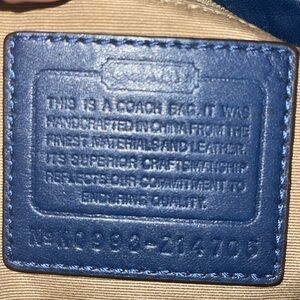 COACH
THIS IS A COACH BAG. IT WAS
HANDCRAFTED IN CHINA FROM THE
FINEST MATERIALS AND LEATHER.
ITS SUPERIOR CRAFTSMANSHIP
REFLECTS OUR COMMITMENT TO
ENDURING QUALITY.